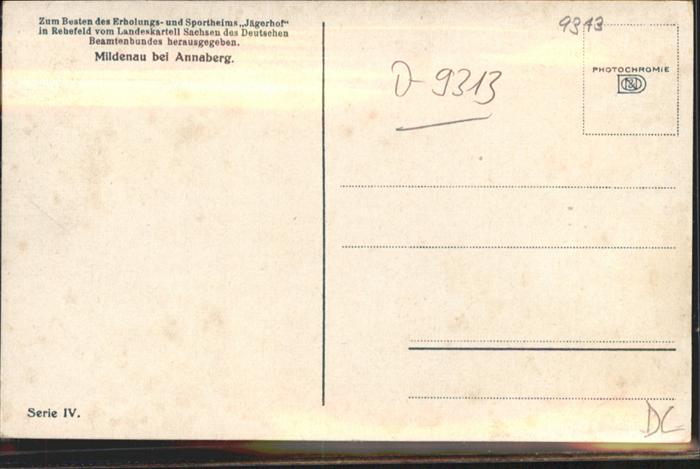 Zum Besten des Erholungs- und Sportheims „Jägerhof"
in Rehefeld vom Landeskartell Sachsen des Deutschen
Beamtenbundes herausgegeben.
Mildenau bei Annaberg.
9313
D-9313
PHOTOCHROMIE
D&D
Serie IV.
DC